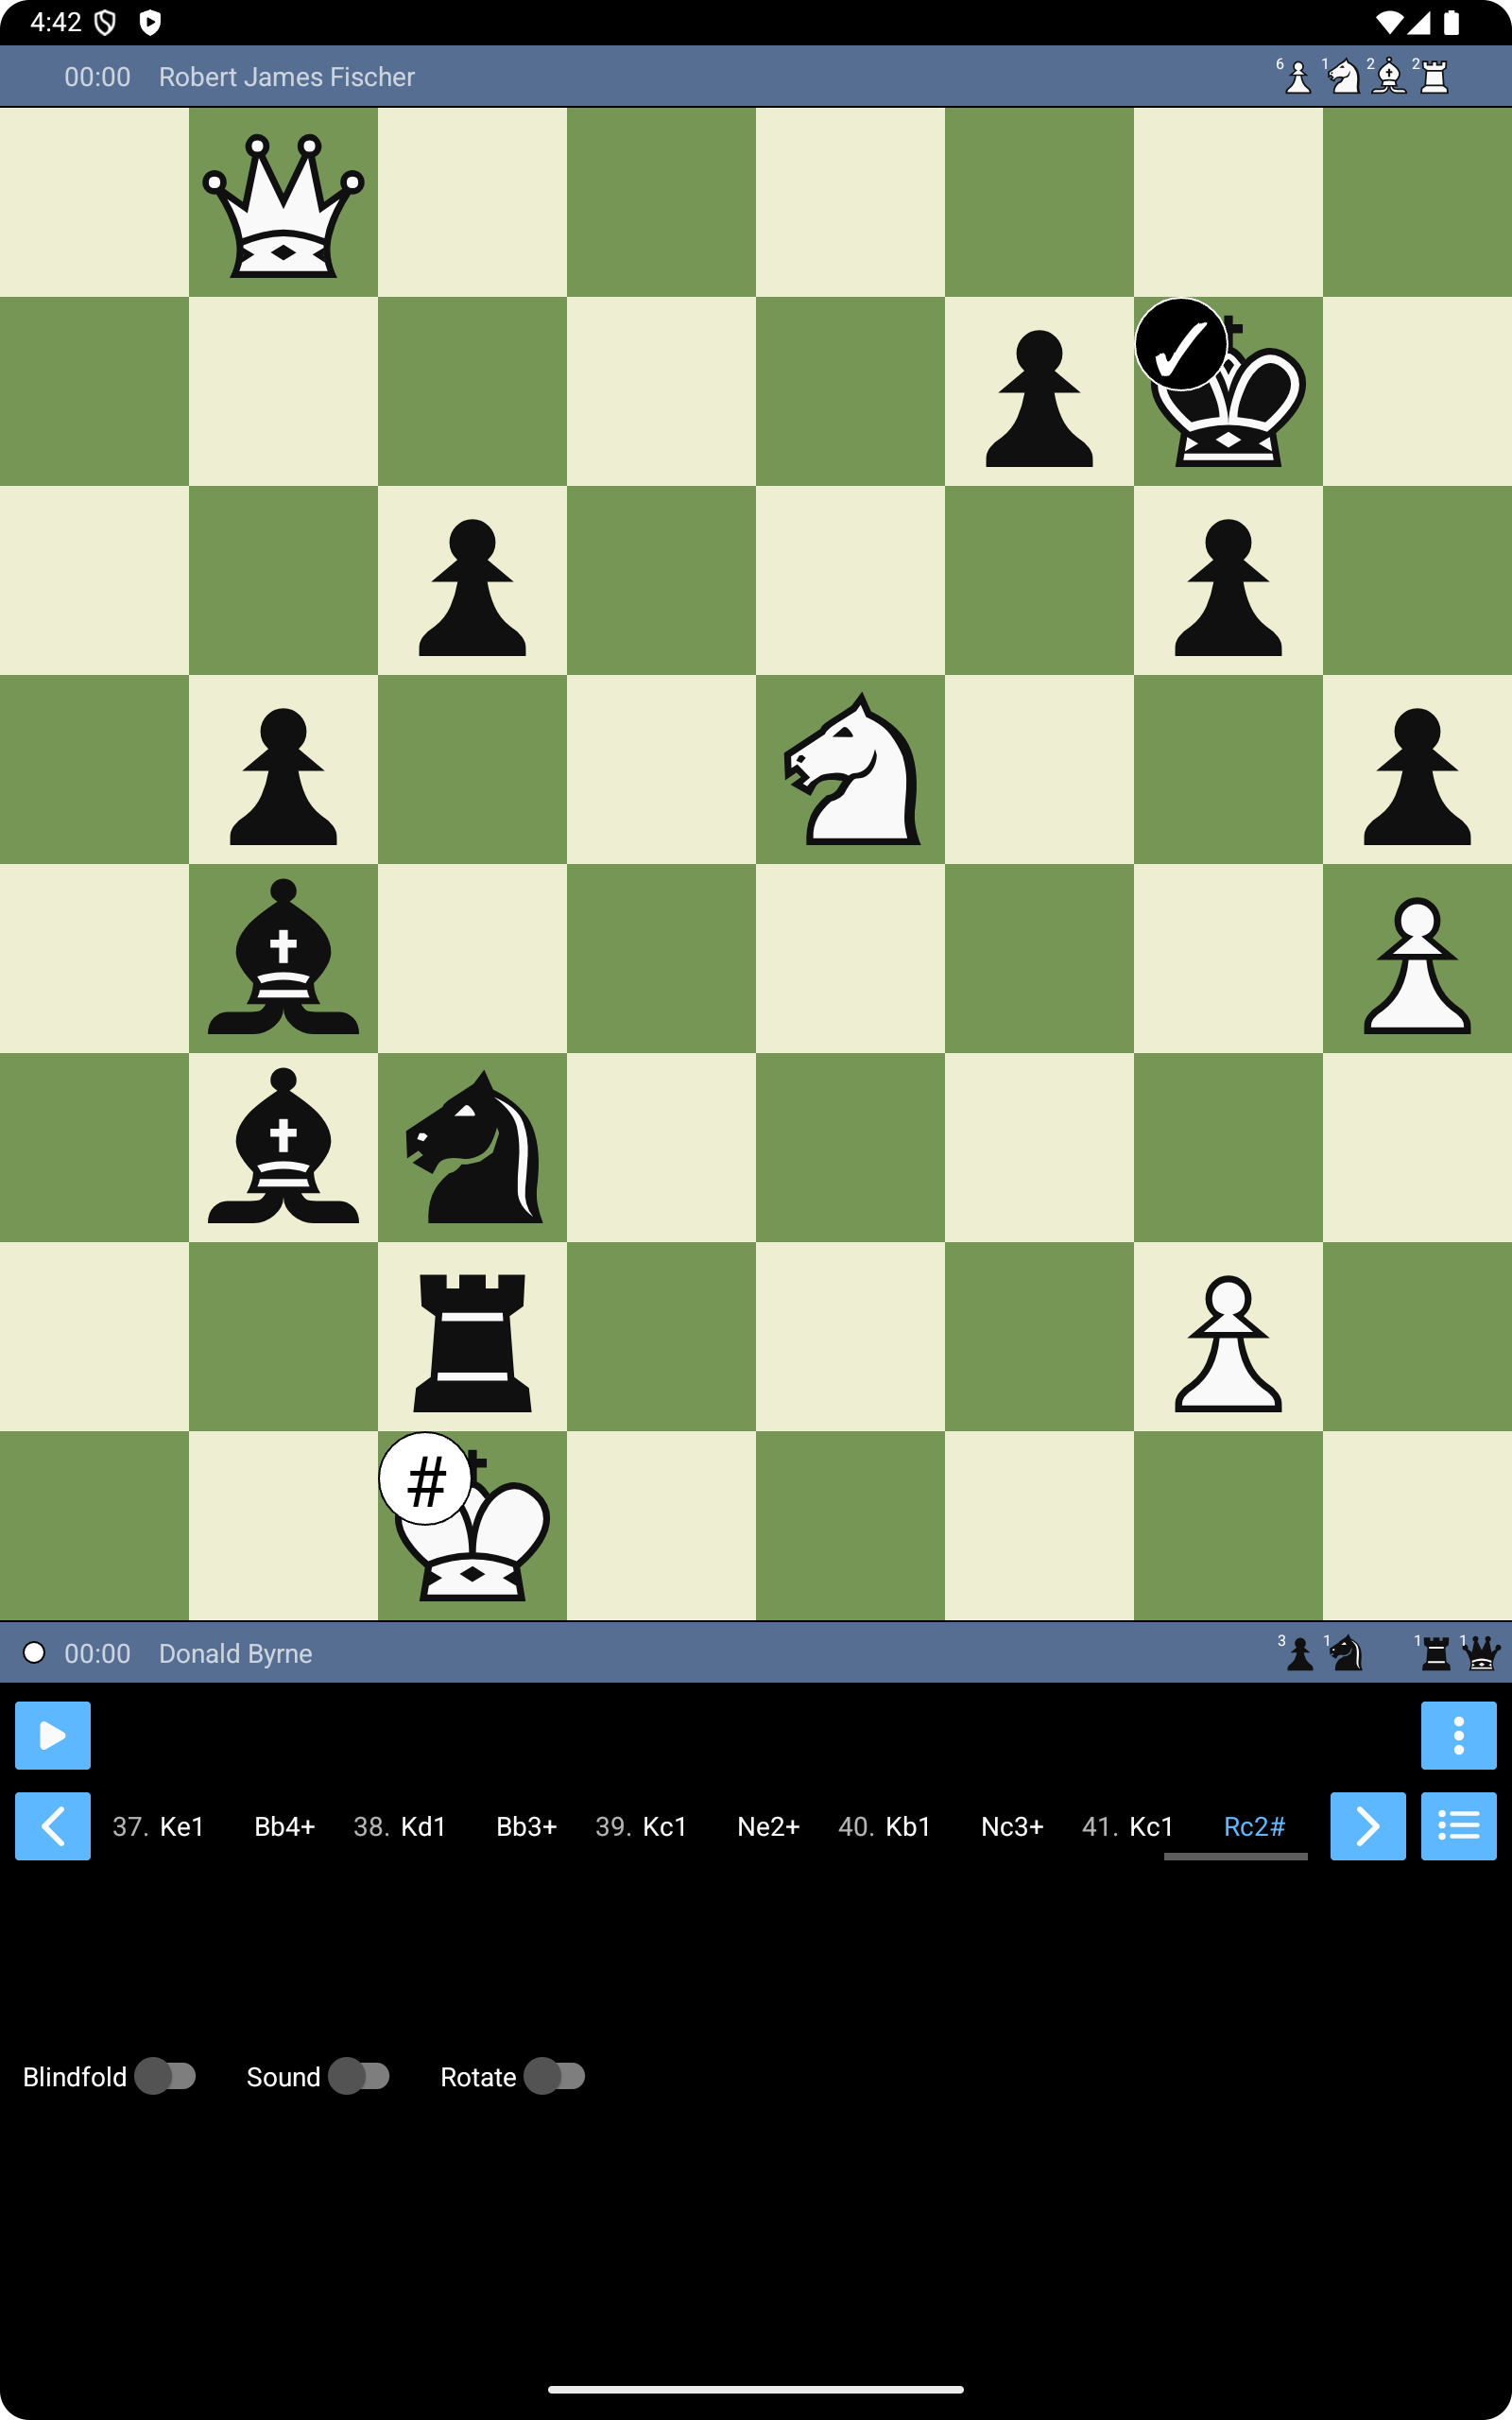 4:42
00:00 Robert James Fischer 6 1 2 2
✓
#
00:00 Donald Byrne 3 1 1 1
37. Ke1 Bb4+ 38. Kd1 Bb3+ 39. Kc1 Ne2+ 40. Kb1 Nc3+ 41. Kc1 Rc2#
Blindfold Sound Rotate